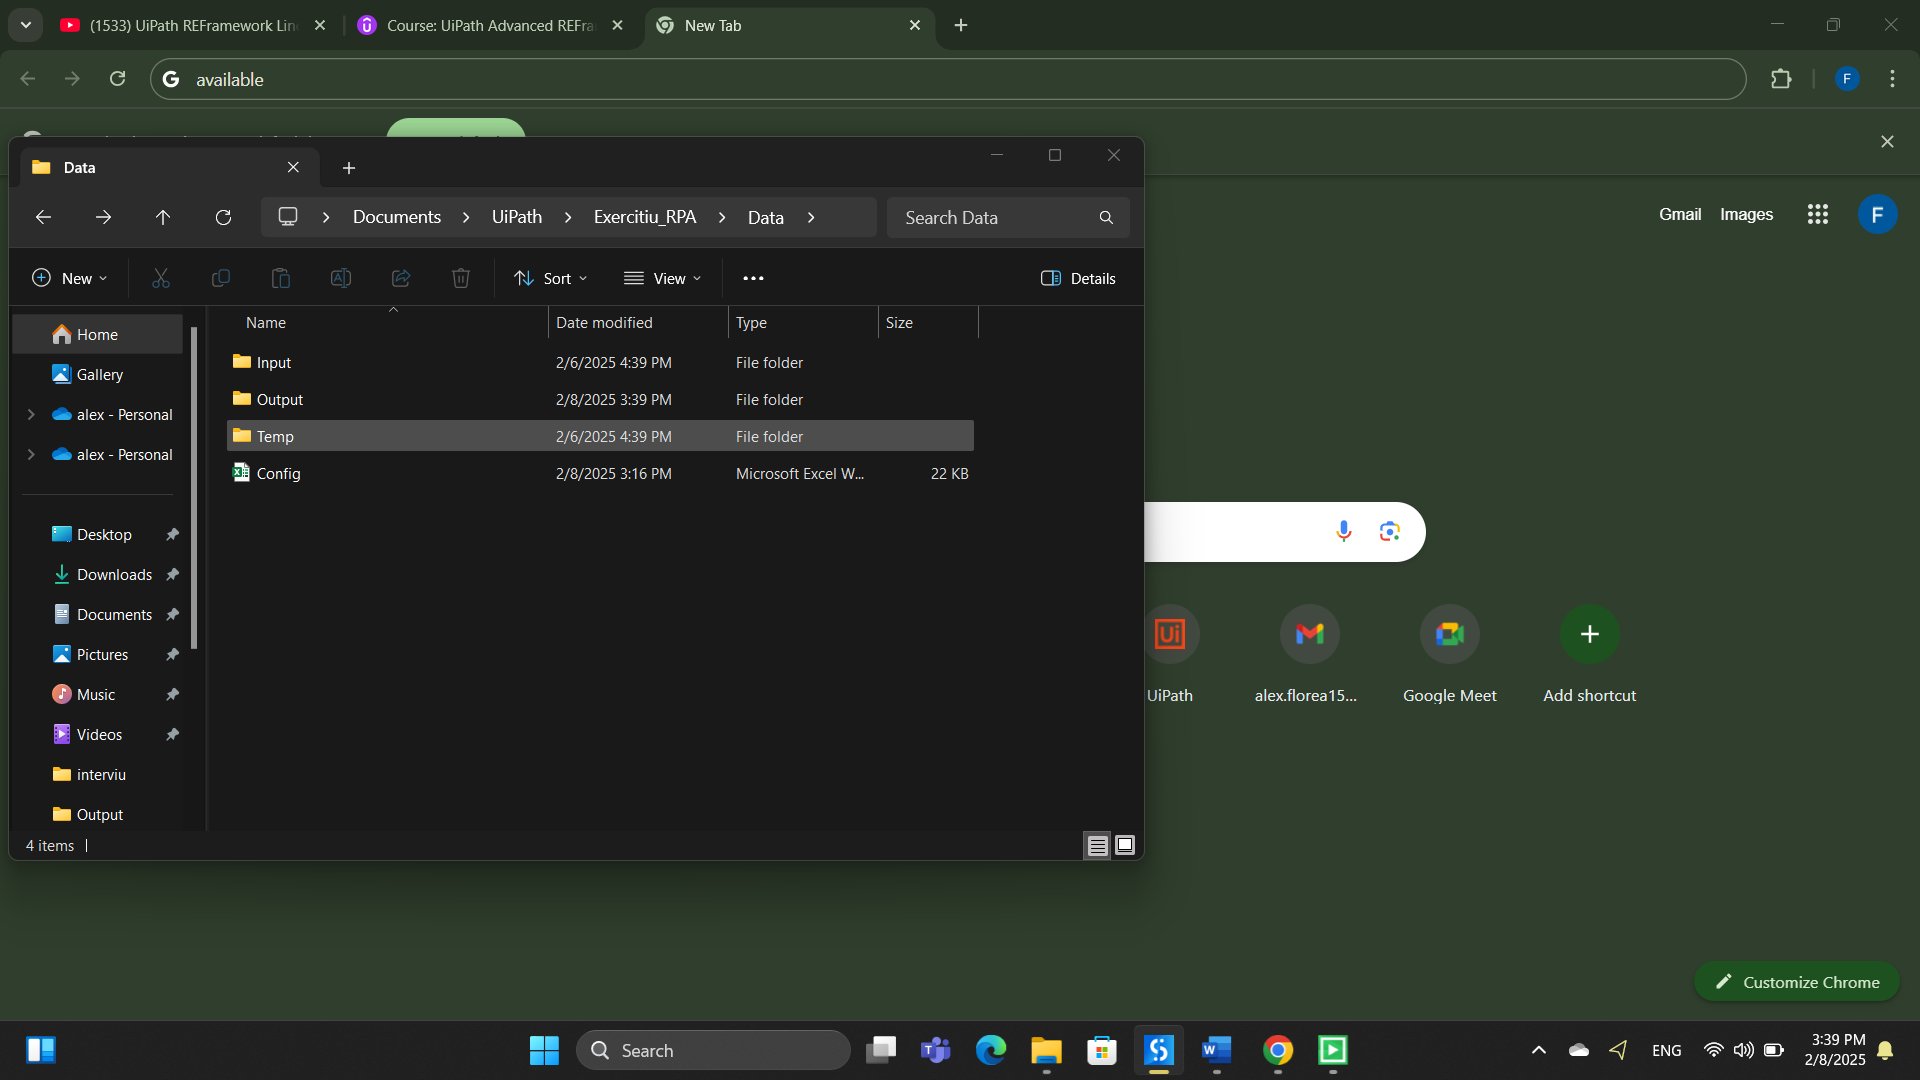 (1533) UiPath REFramework Lin
Course: UiPath Advanced REFra
New Tab
available
Data
Documents
UiPath
Exercitiu_RPA
Data
Search Data
New
Sort
View
Details
Name
Date modified
Type
Size
Home
Gallery
alex - Personal
alex - Personal
Desktop
Downloads
Documents
Pictures
Music
Videos
interviu
Output
Input 2/6/2025 4:39 PM File folder
Output 2/8/2025 3:39 PM File folder
Temp 2/6/2025 4:39 PM File folder
Config 2/8/2025 3:16 PM Microsoft Excel W... 22 KB
4 items
Gmail
Images
F
F
Ui
UiPath
alex.florea15...
Google Meet
Add shortcut
Customize Chrome
Search
ENG
3:39 PM
2/8/2025